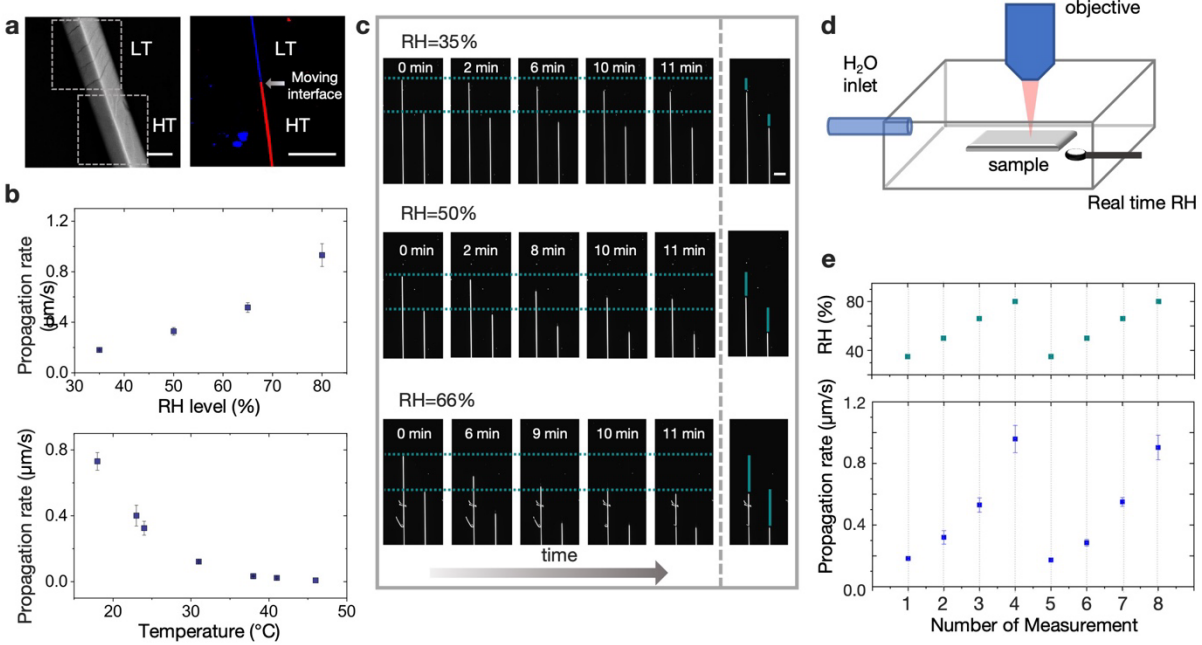 a
LT
HT
LT
Moving
interface
HT
b
Propagation rate
(μm/s)
1.2
0.8
0.4
0.0
30 40 50 60 70 80
RH level (%)
Propagation rate (μm/s)
0.8
0.4
0.0
20 30 40 50
Temperature (°C)
c
RH=35%
0 min 2 min 6 min 10 min 11 min
RH=50%
0 min 2 min 8 min 10 min 11 min
RH=66%
0 min 6 min 9 min 10 min 11 min
time
d
objective
H2O
inlet
sample
Real time RH
e
RH (%)
80
40
Propagation rate (μm/s)
1.2
0.8
0.4
0.0
1 2 3 4 5 6 7 8
Number of Measurement